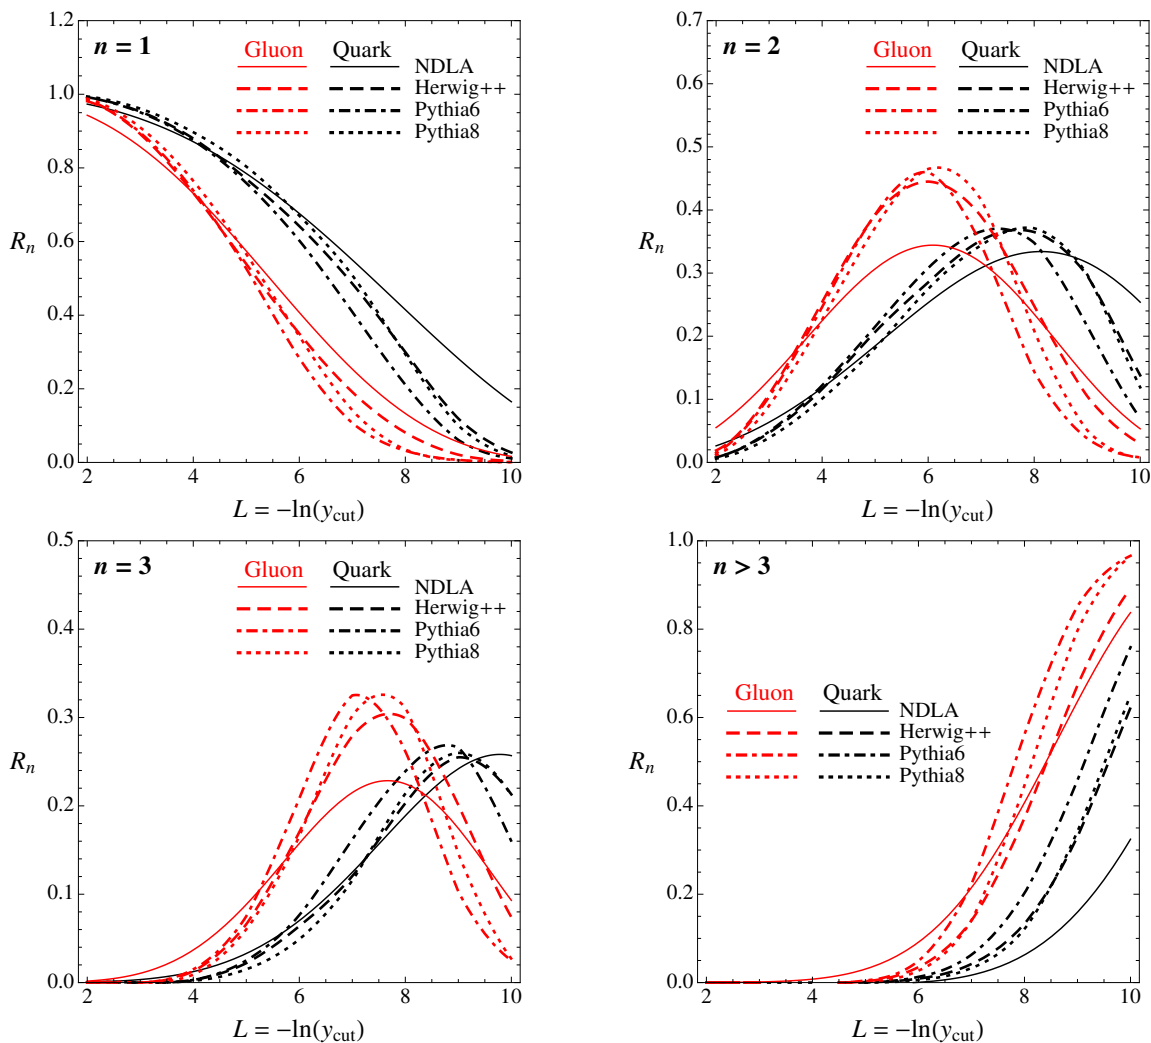 n = 1
Gluon Quark
NDLA
Herwig++
Pythia6
Pythia8
1.2
1.0
0.8
0.6
0.4
0.2
0.0
R_n
2 4 6 8 10
L = −ln(y_cut)
n = 2
Gluon Quark
NDLA
Herwig++
Pythia6
Pythia8
0.7
0.6
0.5
0.4
0.3
0.2
0.1
0.0
R_n
2 4 6 8 10
L = −ln(y_cut)
n = 3
Gluon Quark
NDLA
Herwig++
Pythia6
Pythia8
0.5
0.4
0.3
0.2
0.1
0.0
R_n
2 4 6 8 10
L = −ln(y_cut)
n > 3
Gluon Quark
NDLA
Herwig++
Pythia6
Pythia8
1.0
0.8
0.6
0.4
0.2
0.0
R_n
2 4 6 8 10
L = −ln(y_cut)